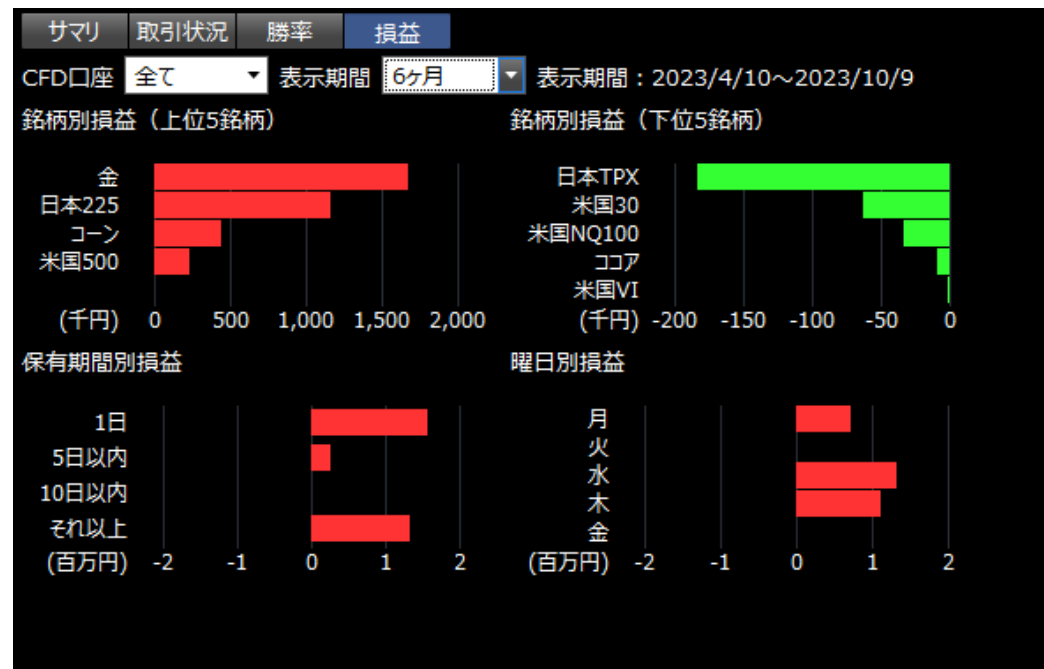 サマリ 取引状況 勝率 損益
CFD口座 全て 表示期間 6ヶ月 表示期間：2023/4/10～2023/10/9
銘柄別損益（上位5銘柄）
金
日本225
コーン
米国500
(千円) 0 500 1,000 1,500 2,000
銘柄別損益（下位5銘柄）
日本TPX
米国30
米国NQ100
ココア
米国VI
(千円) -200 -150 -100 -50 0
保有期間別損益
1日
5日以内
10日以内
それ以上
(百万円) -2 -1 0 1 2
曜日別損益
月
火
水
木
金
(百万円) -2 -1 0 1 2